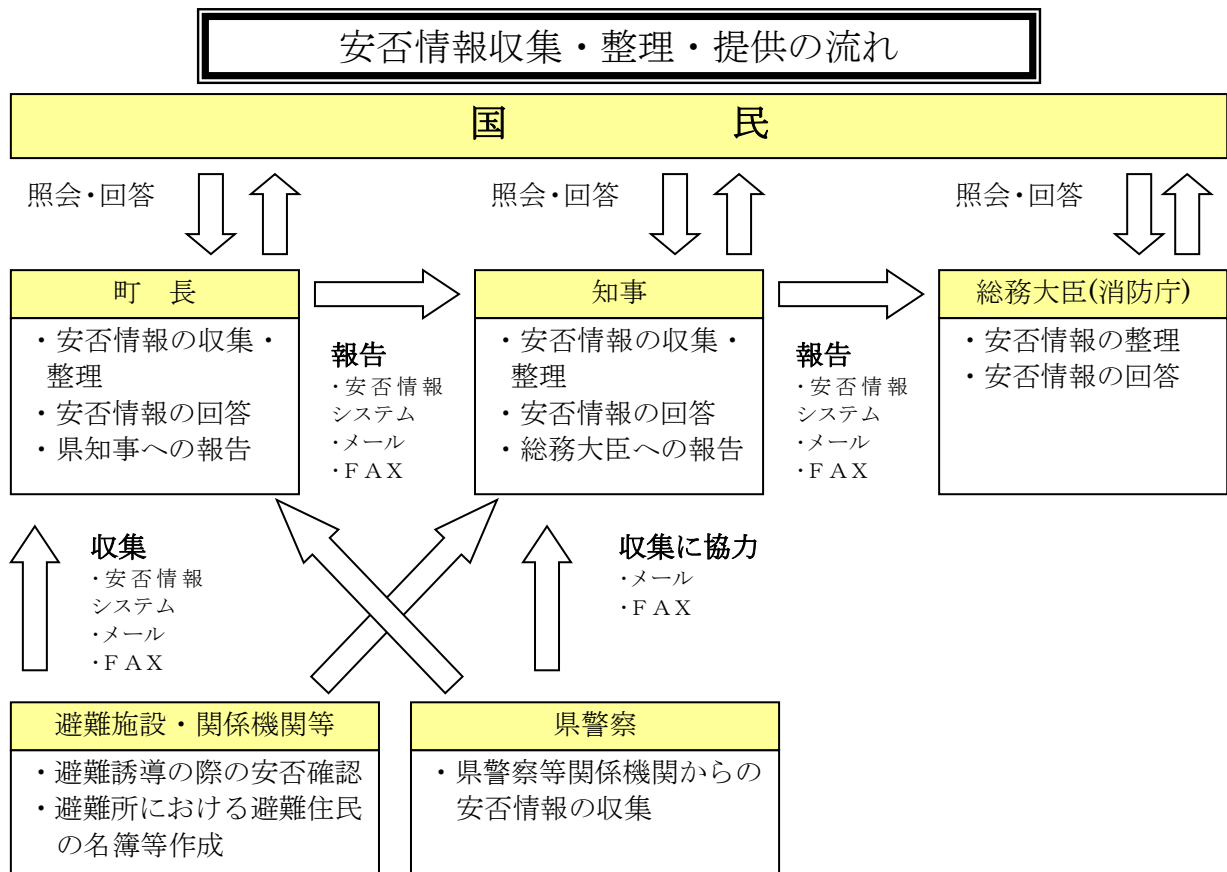 安否情報収集・整理・提供の流れ
国　　　民
照会・回答
照会・回答
照会・回答
町　長
・安否情報の収集・
整理
・安否情報の回答
・県知事への報告
報告
・安否情報
システム
・メール
・ＦＡＸ
知事
・安否情報の収集・
整理
・安否情報の回答
・総務大臣への報告
報告
・安否情報
システム
・メール
・ＦＡＸ
総務大臣(消防庁)
・安否情報の整理
・安否情報の回答
収集
・安否情報
システム
・メール
・ＦＡＸ
収集に協力
・メール
・ＦＡＸ
避難施設・関係機関等
・避難誘導の際の安否確認
・避難所における避難住民
の名簿等作成
県警察
・県警察等関係機関からの
安否情報の収集